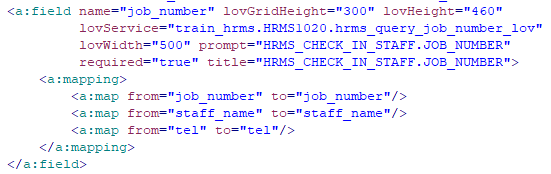 <a:field name="job_number" lovGridHeight="300" lovHeight="460"
lovService="train_hrms.HRMS1020.hrms_query_job_number_lov"
lovWidth="500" prompt="HRMS_CHECK_IN_STAFF.JOB_NUMBER"
required="true" title="HRMS_CHECK_IN_STAFF.JOB_NUMBER">
<a:mapping>
<a:map from="job_number" to="job_number"/>
<a:map from="staff_name" to="staff_name"/>
<a:map from="tel" to="tel"/>
</a:mapping>
</a:field>